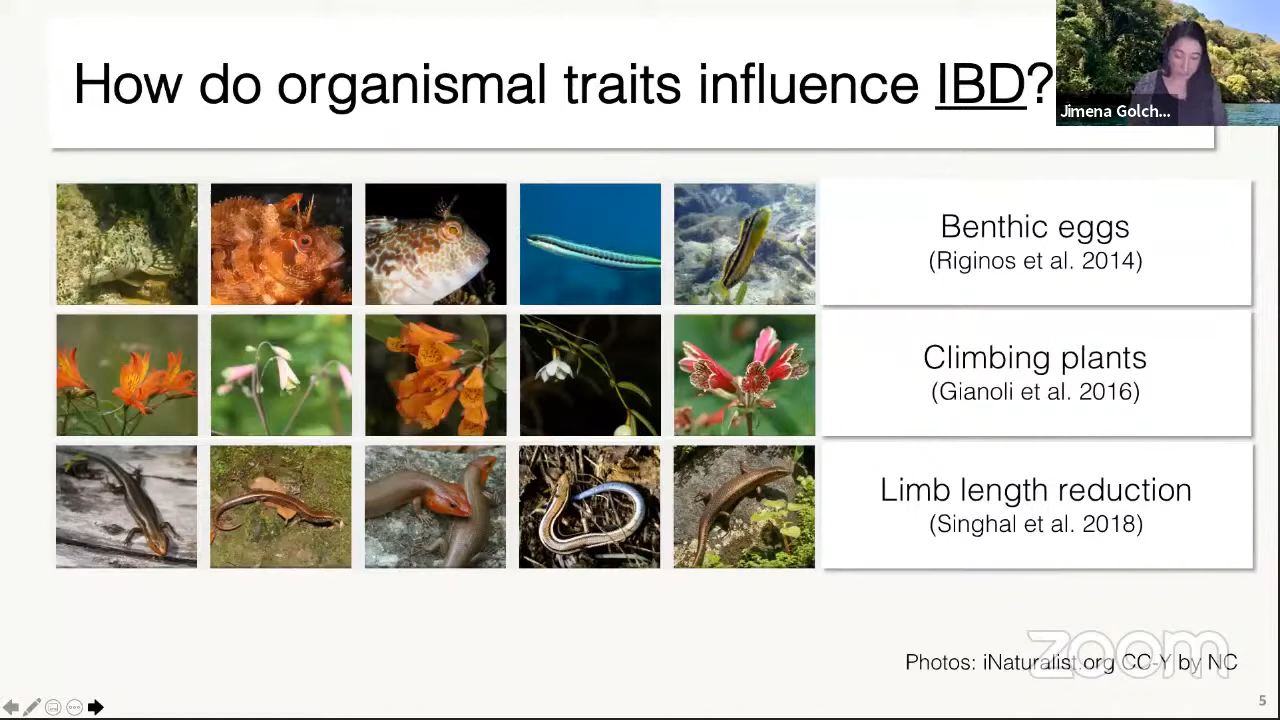 How do organismal traits influence IBD?
Jimena Golch...
Benthic eggs
(Riginos et al. 2014)
Climbing plants
(Gianoli et al. 2016)
Limb length reduction
(Singhal et al. 2018)
zoom
Photos: iNaturalist.org CC-Y by NC
5